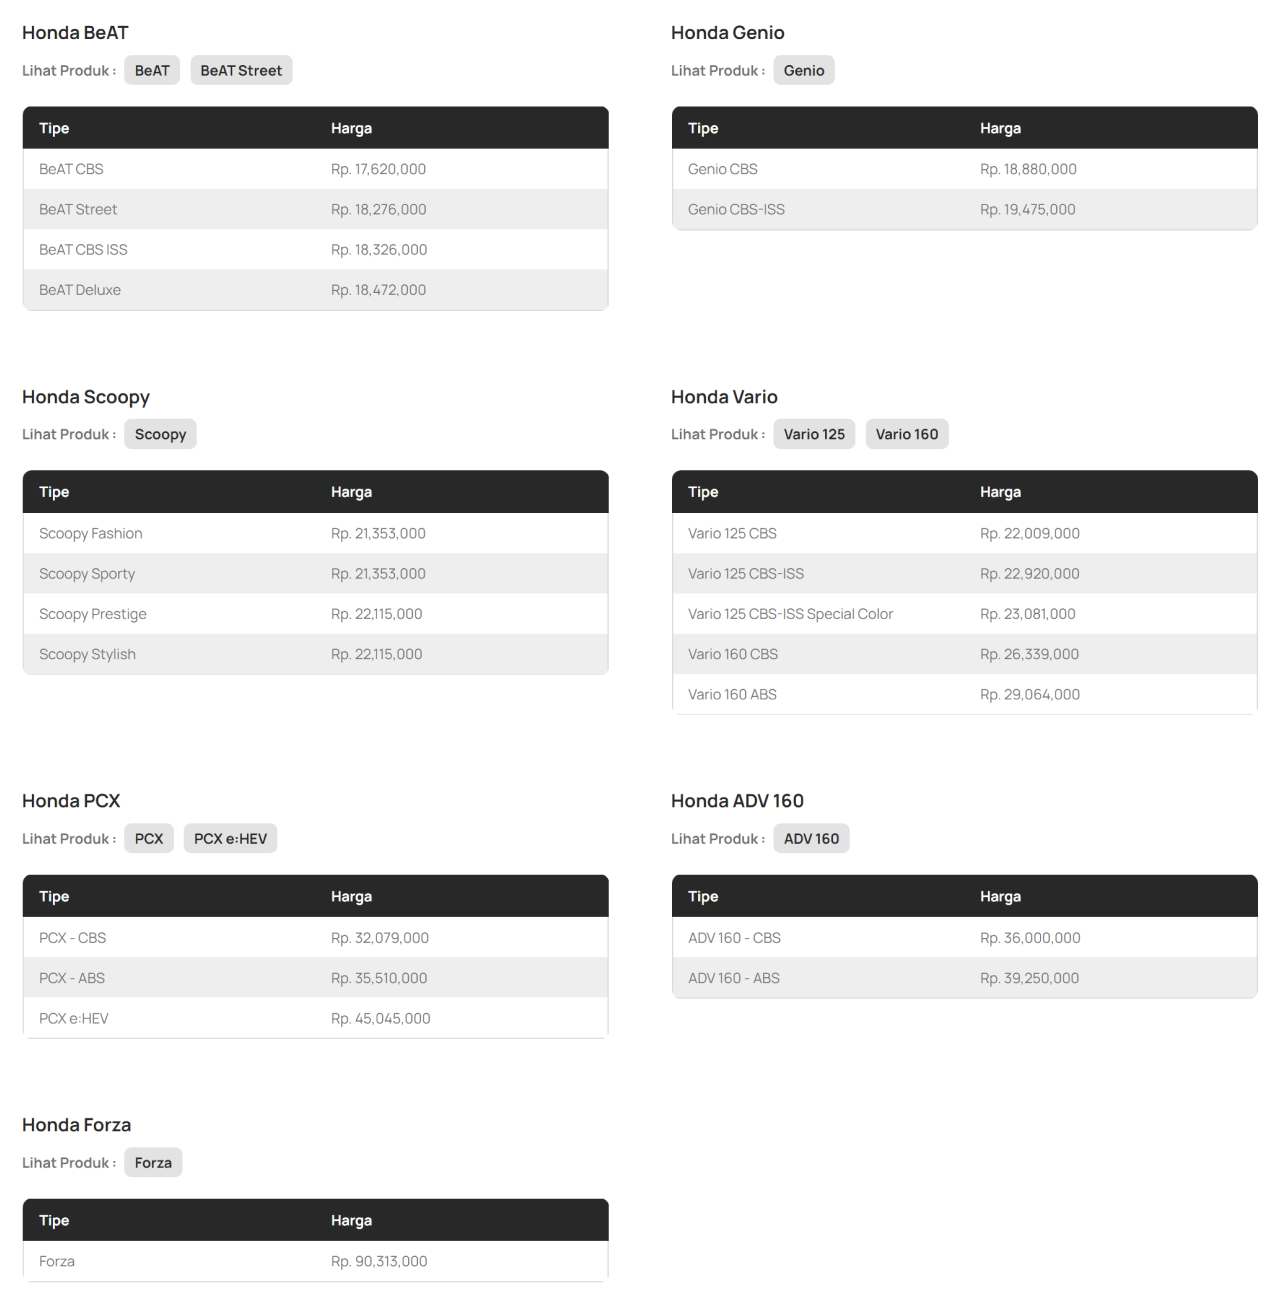 Honda BeAT
Lihat Produk : BeAT BeAT Street
Tipe Harga
BeAT CBS Rp. 17,620,000
BeAT Street Rp. 18,276,000
BeAT CBS ISS Rp. 18,326,000
BeAT Deluxe Rp. 18,472,000
Honda Genio
Lihat Produk : Genio
Tipe Harga
Genio CBS Rp. 18,880,000
Genio CBS-ISS Rp. 19,475,000
Honda Scoopy
Lihat Produk : Scoopy
Tipe Harga
Scoopy Fashion Rp. 21,353,000
Scoopy Sporty Rp. 21,353,000
Scoopy Prestige Rp. 22,115,000
Scoopy Stylish Rp. 22,115,000
Honda Vario
Lihat Produk : Vario 125 Vario 160
Tipe Harga
Vario 125 CBS Rp. 22,009,000
Vario 125 CBS-ISS Rp. 22,920,000
Vario 125 CBS-ISS Special Color Rp. 23,081,000
Vario 160 CBS Rp. 26,339,000
Vario 160 ABS Rp. 29,064,000
Honda PCX
Lihat Produk : PCX PCX e:HEV
Tipe Harga
PCX - CBS Rp. 32,079,000
PCX - ABS Rp. 35,510,000
PCX e:HEV Rp. 45,045,000
Honda ADV 160
Lihat Produk : ADV 160
Tipe Harga
ADV 160 - CBS Rp. 36,000,000
ADV 160 - ABS Rp. 39,250,000
Honda Forza
Lihat Produk : Forza
Tipe Harga
Forza Rp. 90,313,000